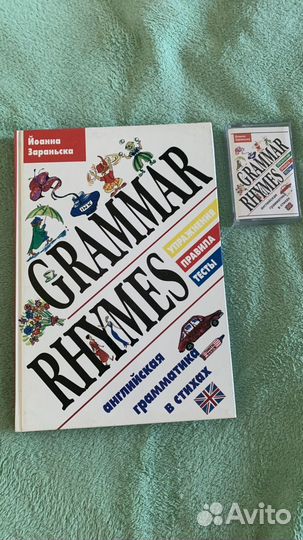 Йоанна
Зараньска
GRAMMAR
RHYMES
УПРАЖНЕНИЯ
ПРАВИЛА
ТЕСТЫ
английская
грамматика
в стихах
GRAMMAR
RHYMES
Avito